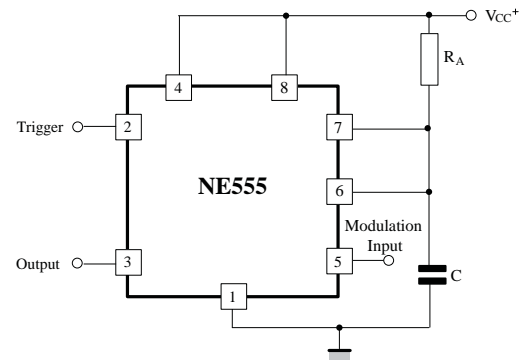 VCC+
RA
4
8
Trigger
2
7
NE555
6
Modulation
Input
Output
3
5
C
1